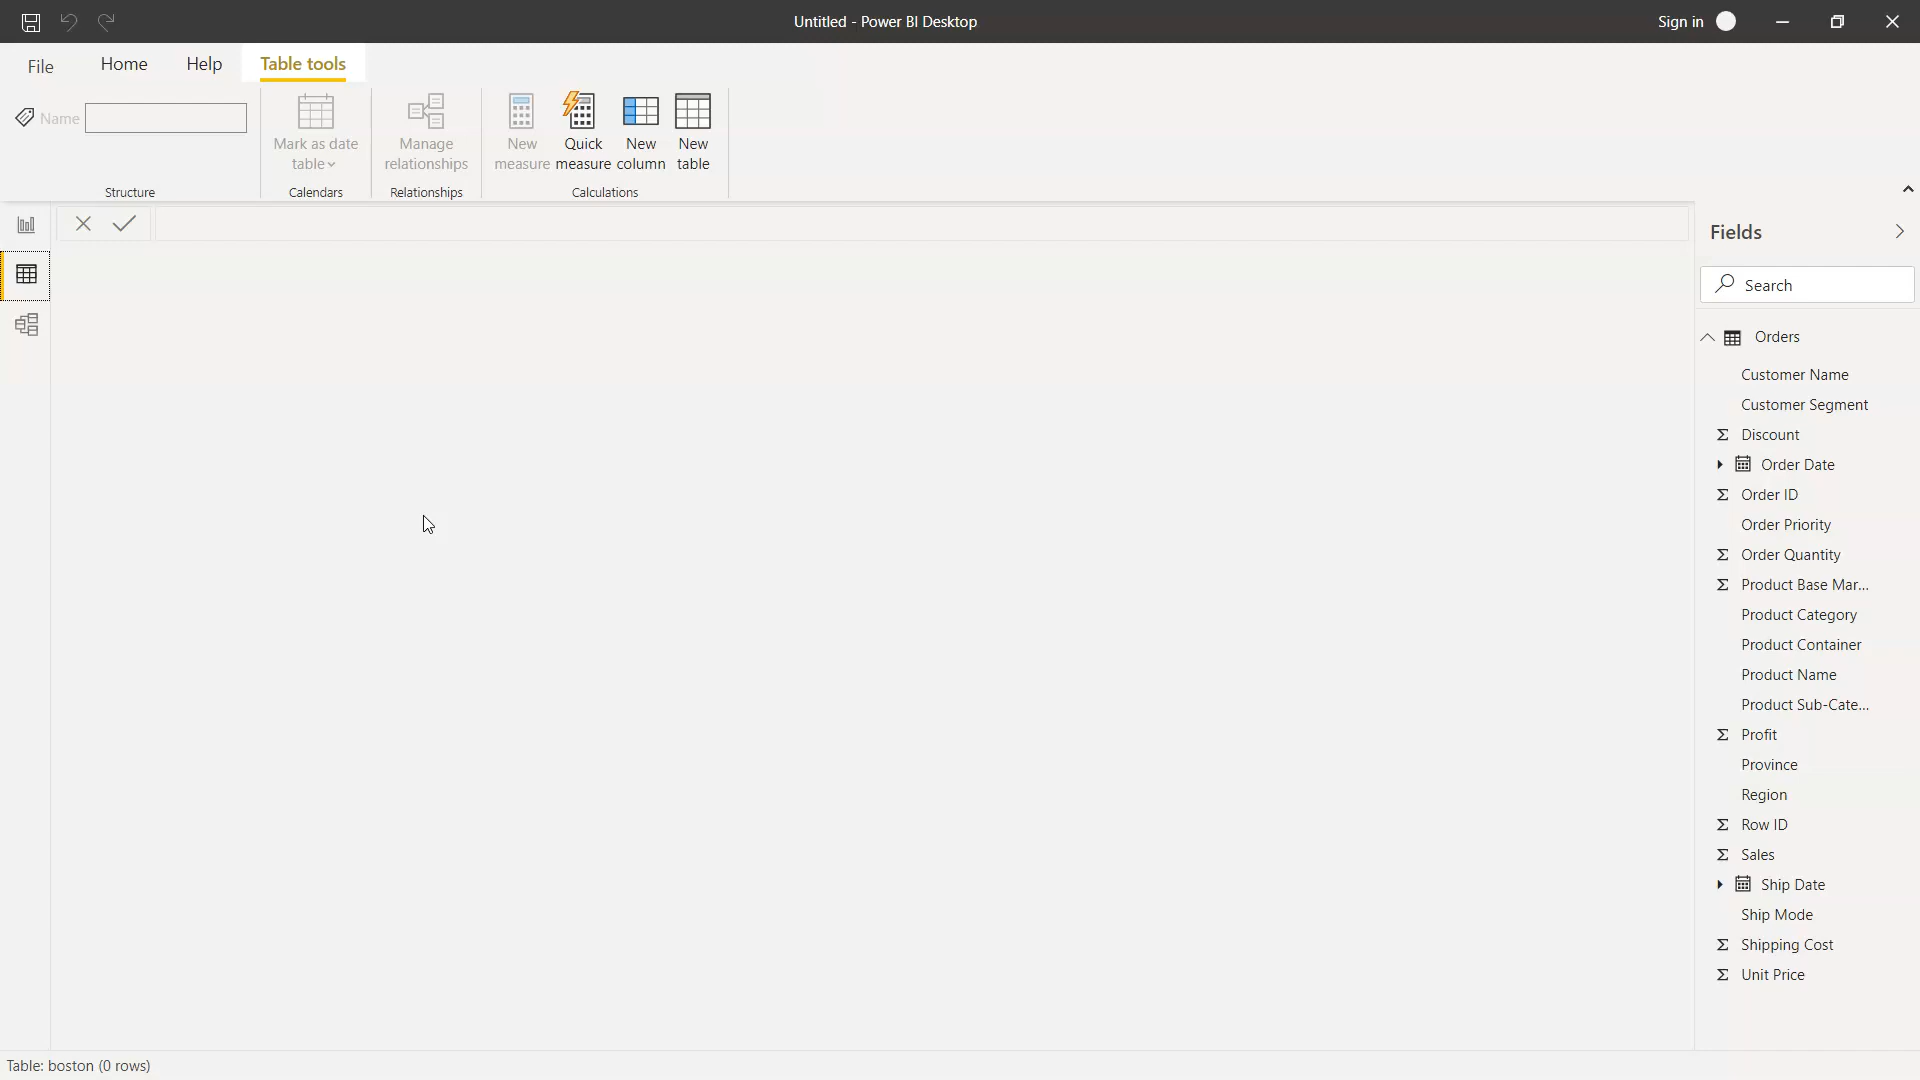 Untitled - Power BI Desktop
Sign in
File
Home
Help
Table tools
Name
Mark as date
table
Manage
relationships
New
measure
Quick
measure
New
column
New
table
Structure
Calendars
Relationships
Calculations
Fields
Search
Orders
Customer Name
Customer Segment
Σ Discount
Order Date
Σ Order ID
Order Priority
Σ Order Quantity
Σ Product Base Mar...
Product Category
Product Container
Product Name
Product Sub-Cate...
Σ Profit
Province
Region
Σ Row ID
Σ Sales
Ship Date
Ship Mode
Σ Shipping Cost
Σ Unit Price
Table: boston (0 rows)